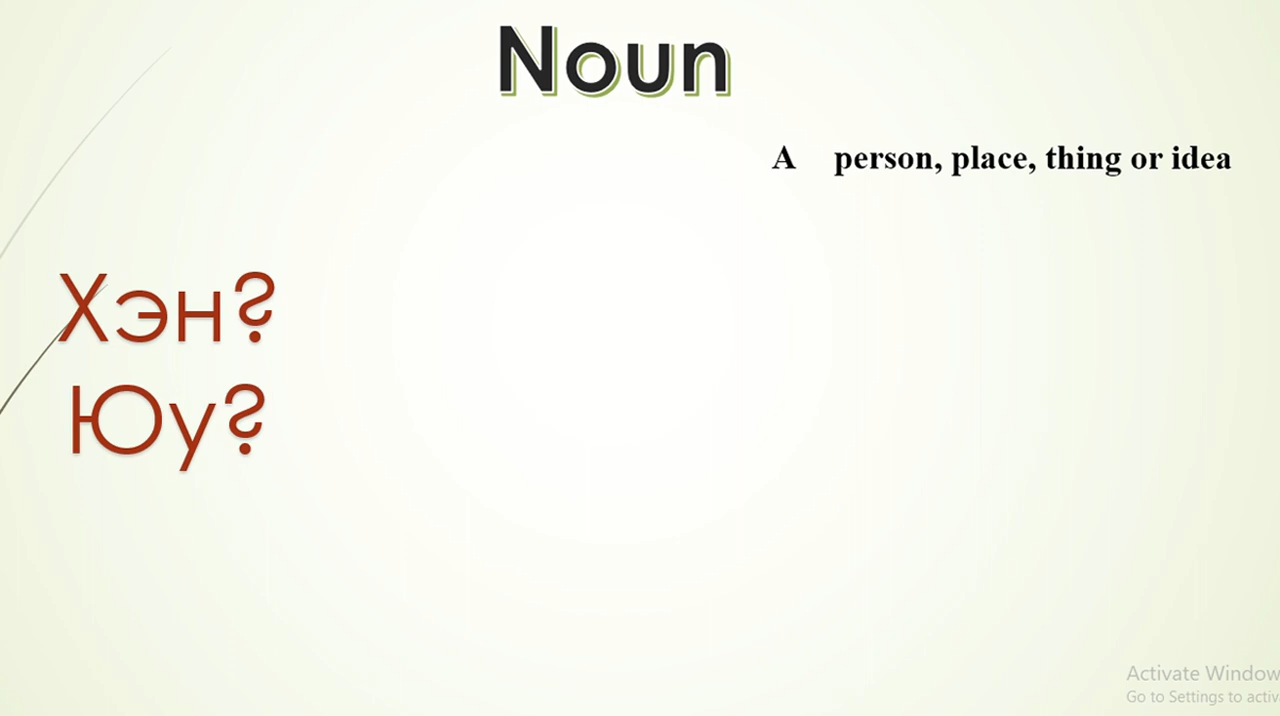 Noun
A person, place, thing or idea
Хэн?
Юу?
Activate Window
Go to Settings to activ